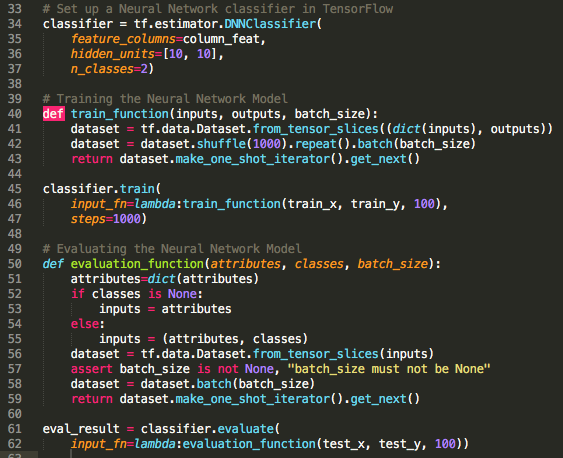 33 # Set up a Neural Network classifier in TensorFlow
34 classifier = tf.estimator.DNNClassifier(
35     feature_columns=column_feat,
36     hidden_units=[10, 10],
37     n_classes=2)
38
39 # Training the Neural Network Model
40 def train_function(inputs, outputs, batch_size):
41     dataset = tf.data.Dataset.from_tensor_slices((dict(inputs), outputs))
42     dataset = dataset.shuffle(1000).repeat().batch(batch_size)
43     return dataset.make_one_shot_iterator().get_next()
44
45 classifier.train(
46     input_fn=lambda:train_function(train_x, train_y, 100),
47     steps=1000)
48
49 # Evaluating the Neural Network Model
50 def evaluation_function(attributes, classes, batch_size):
51     attributes=dict(attributes)
52     if classes is None:
53         inputs = attributes
54     else:
55         inputs = (attributes, classes)
56     dataset = tf.data.Dataset.from_tensor_slices(inputs)
57     assert batch_size is not None, "batch_size must not be None"
58     dataset = dataset.batch(batch_size)
59     return dataset.make_one_shot_iterator().get_next()
60
61 eval_result = classifier.evaluate(
62     input_fn=lambda:evaluation_function(test_x, test_y, 100))
63